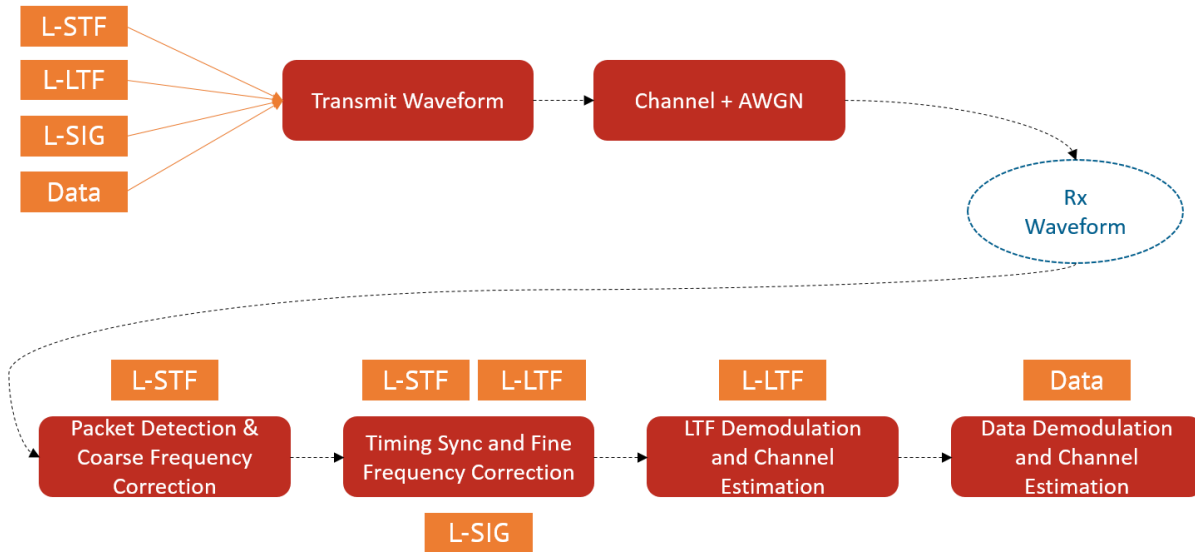 L-STF
L-LTF
L-SIG
Data
Transmit Waveform
Channel + AWGN
Rx
Waveform
L-STF
L-STF
L-LTF
L-LTF
Data
Packet Detection &
Coarse Frequency
Correction
Timing Sync and Fine
Frequency Correction
LTF Demodulation
and Channel
Estimation
Data Demodulation
and Channel
Estimation
L-SIG